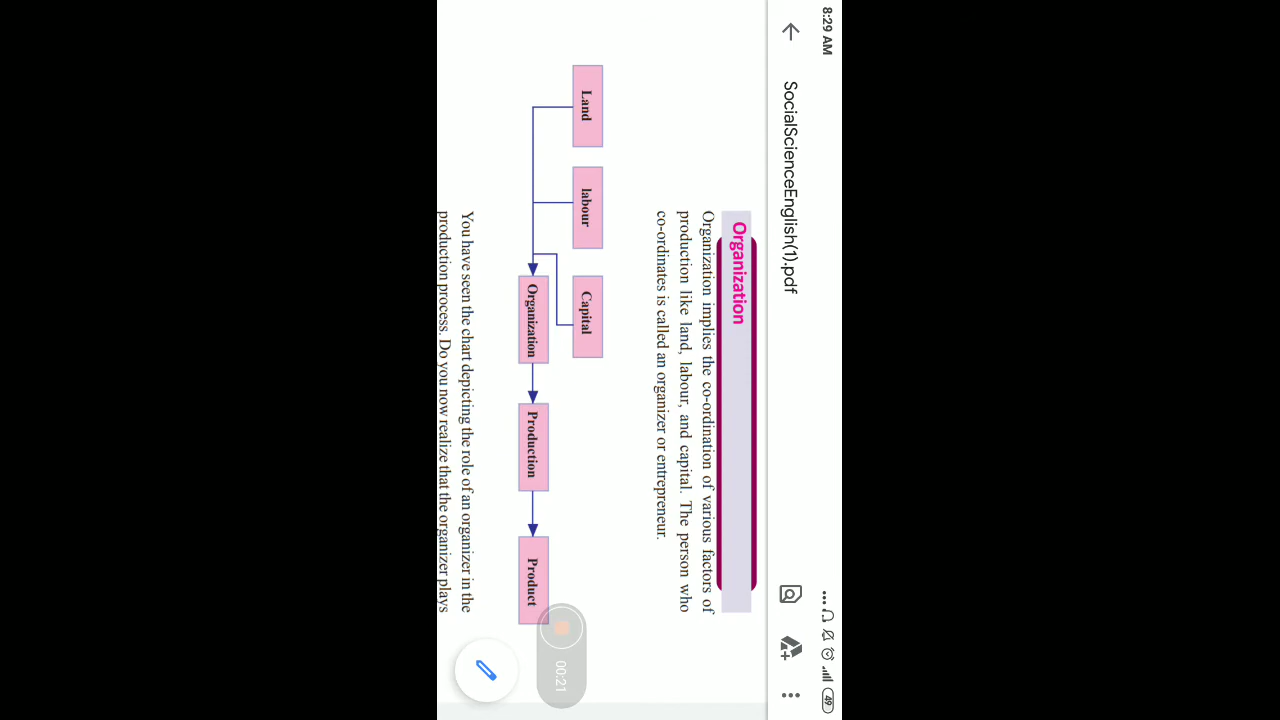 8:29 AM
49
SocialScienceEnglish(1).pdf
Organization
Organization implies the co-ordination of various factors of
production like land, labour, and capital. The person who
co-ordinates is called an organizer or entrepreneur.
Land
labour
Capital
Organization
Production
Product
00:21
You have seen the chart depicting the role of an organizer in the
production process. Do you now realize that the organizer plays